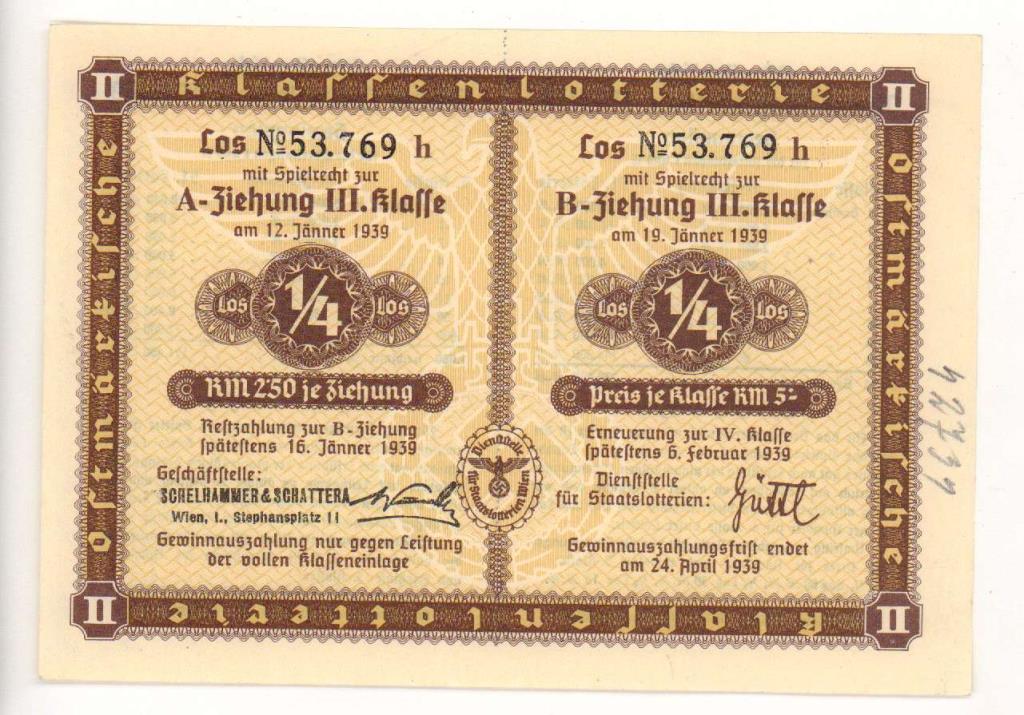 II Klassenlotterie II
ostmärkische
Los № 53.769 h
mit Spielrecht zur
A-Ziehung III. Klasse
am 12. Jänner 1939
Los 1/4 Los
RM 2·50 je Ziehung
Restzahlung zur B-Ziehung
spätestens 16. Jänner 1939
Geschäftstelle:
SCHELHAMMER & SCHATTERA
Wien, I., Stephansplatz 11
Gewinnauszahlung nur gegen Leistung
der vollen Klasseneinlage
Los № 53.769 h
mit Spielrecht zur
B-Ziehung III. Klasse
am 19. Jänner 1939
Los 1/4 Los
Preis je Klasse RM 5·-
Erneuerung zur IV. Klasse
spätestens 6. Februar 1939
Dienststelle
für Staatslotterien:
Gewinnauszahlungsfrist endet
am 24. April 1939
Dienststelle
für Staatslotterien Wien
ostmärkische
II Klassenlotterie II